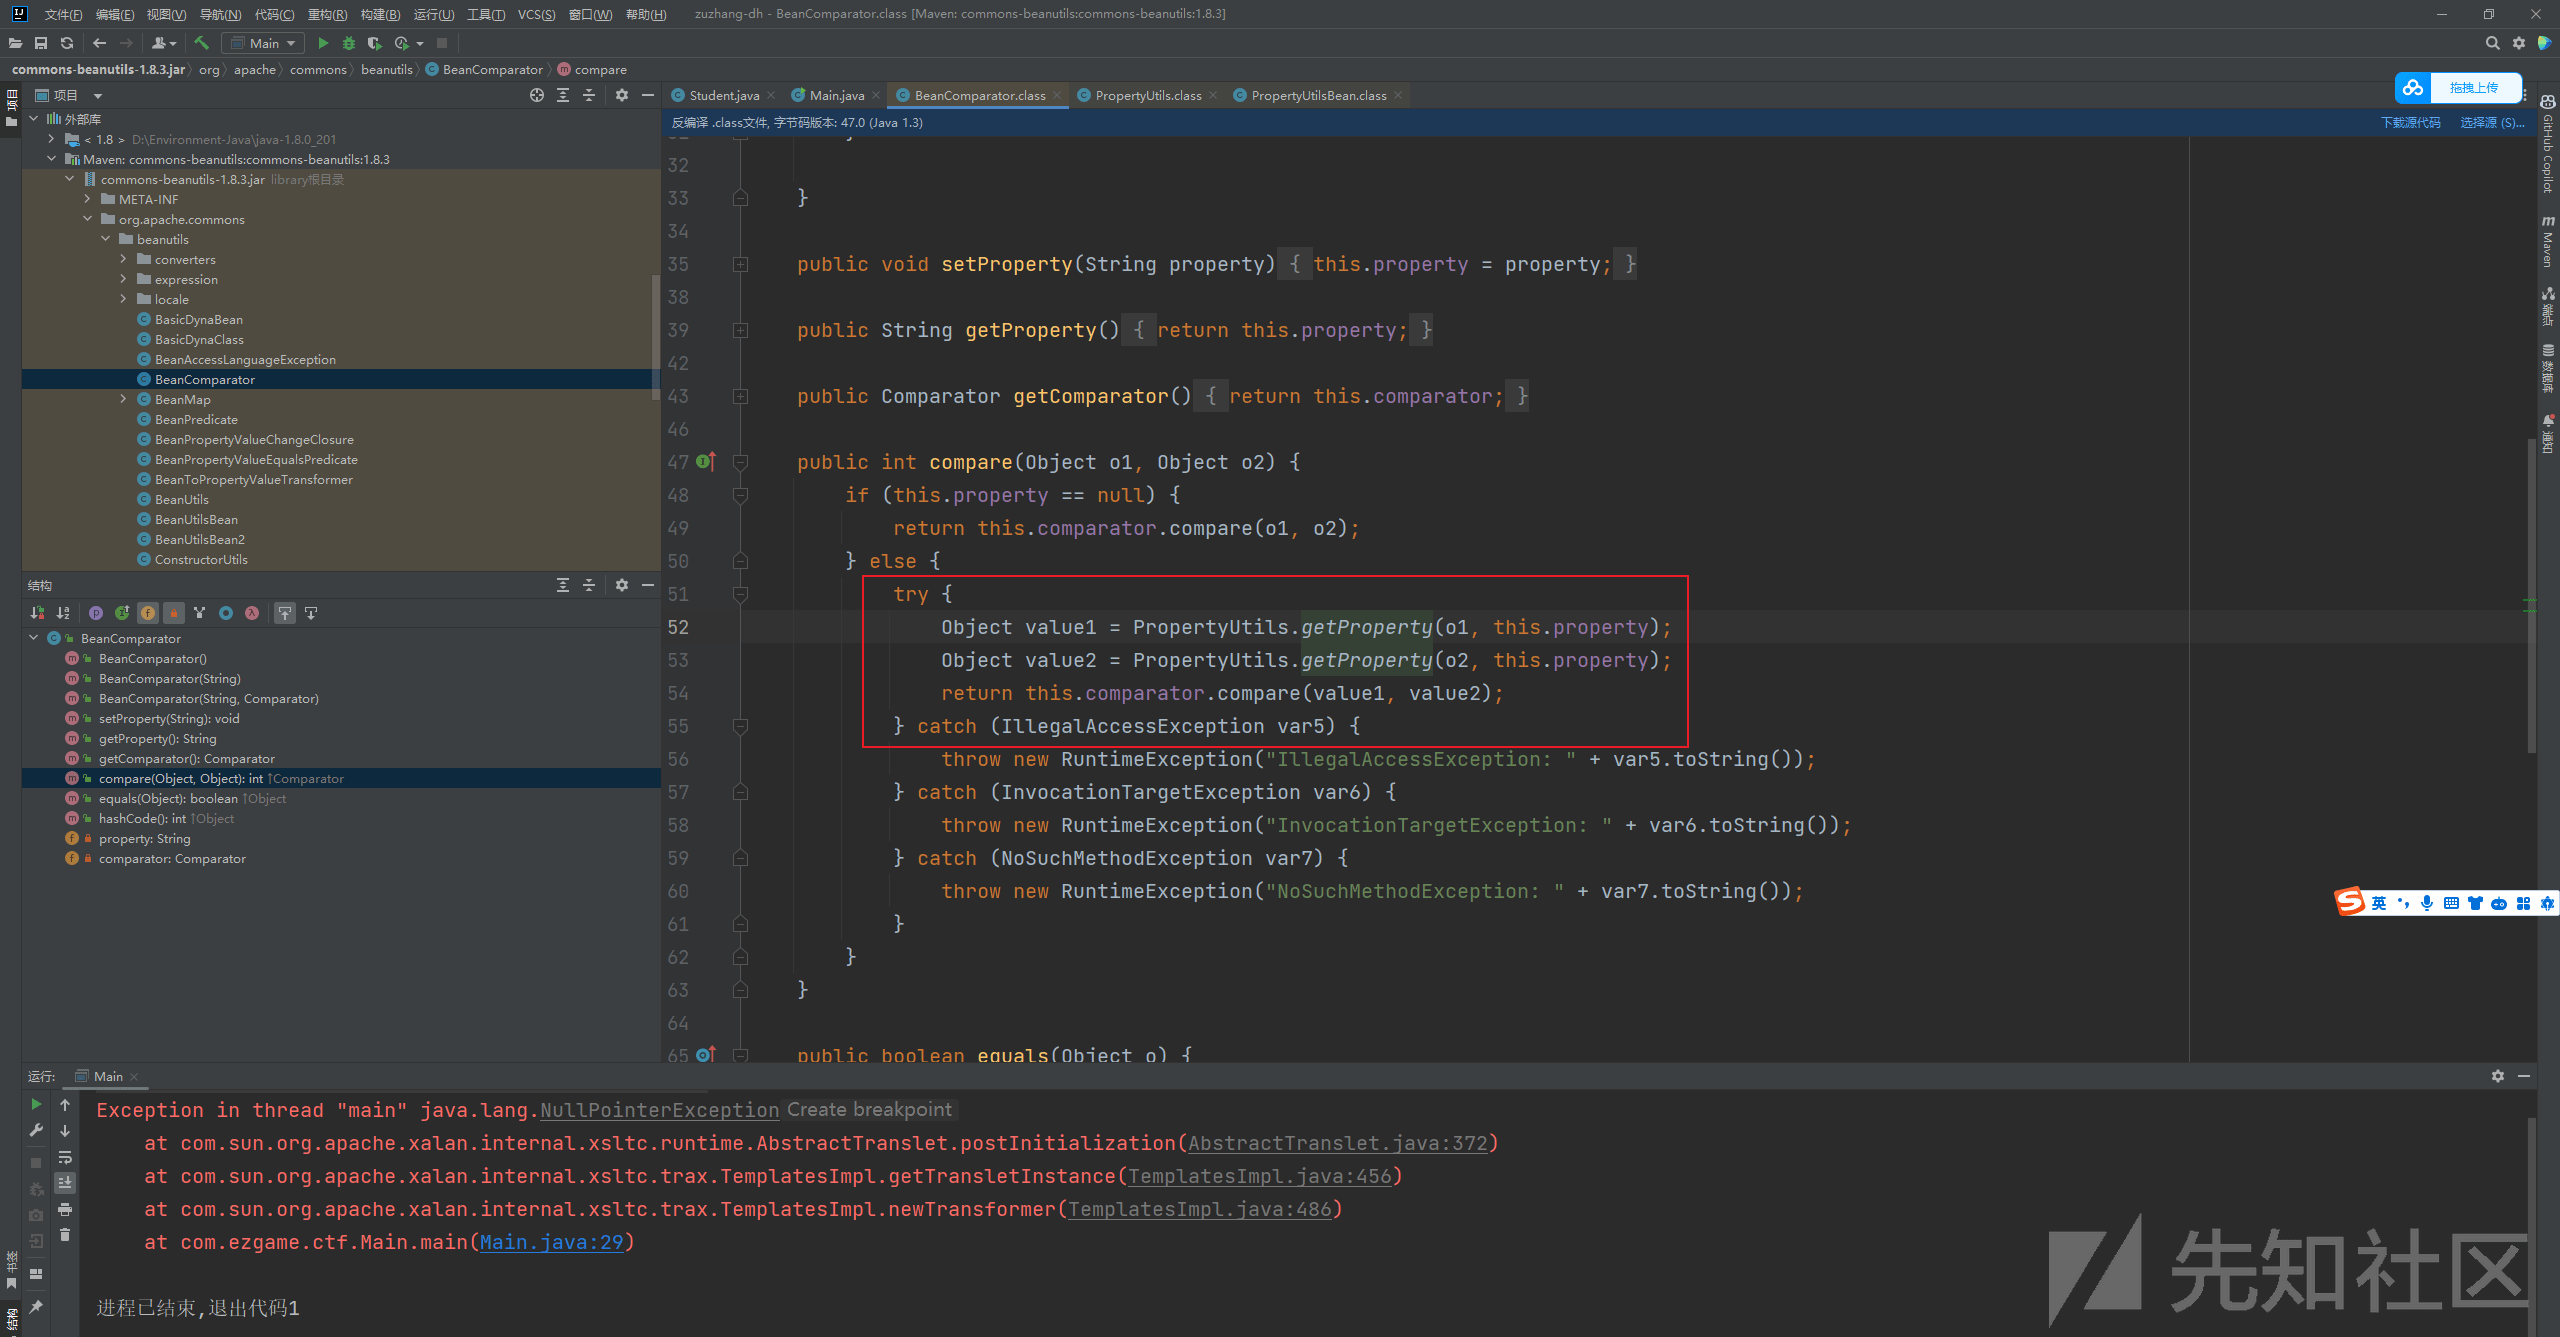 文件(F) 编辑(E) 视图(V) 导航(N) 代码(C) 重构(R) 构建(B) 运行(U) 工具(T) VCS(S) 窗口(W) 帮助(H) zuzhang-dh - BeanComparator.class [Maven: commons-beanutils:commons-beanutils:1.8.3]
Main
commons-beanutils-1.8.3.jar org apache commons beanutils BeanComparator compare
项目
外部库
< 1.8 > D:\Environment-Java\java-1.8.0_201
Maven: commons-beanutils:commons-beanutils:1.8.3
commons-beanutils-1.8.3.jar library根目录
META-INF
org.apache.commons
beanutils
converters
expression
locale
BasicDynaBean
BasicDynaClass
BeanAccessLanguageException
BeanComparator
BeanMap
BeanPredicate
BeanPropertyValueChangeClosure
BeanPropertyValueEqualsPredicate
BeanToPropertyValueTransformer
BeanUtils
BeanUtilsBean
BeanUtilsBean2
ConstructorUtils
结构
BeanComparator
BeanComparator()
BeanComparator(String)
BeanComparator(String, Comparator)
setProperty(String): void
getProperty(): String
getComparator(): Comparator
compare(Object, Object): int ↑Comparator
equals(Object): boolean ↑Object
hashCode(): int ↑Object
property: String
comparator: Comparator
Student.java Main.java BeanComparator.class PropertyUtils.class PropertyUtilsBean.class
拖拽上传
反编译 .class文件, 字节码版本: 47.0 (Java 1.3) 下载源代码 选择源 (S)...
32
33 }
34
35 public void setProperty(String property) { this.property = property; }
38
39 public String getProperty() { return this.property; }
42
43 public Comparator getComparator() { return this.comparator; }
46
47 public int compare(Object o1, Object o2) {
48 if (this.property == null) {
49 return this.comparator.compare(o1, o2);
50 } else {
51 try {
52 Object value1 = PropertyUtils.getProperty(o1, this.property);
53 Object value2 = PropertyUtils.getProperty(o2, this.property);
54 return this.comparator.compare(value1, value2);
55 } catch (IllegalAccessException var5) {
56 throw new RuntimeException("IllegalAccessException: " + var5.toString());
57 } catch (InvocationTargetException var6) {
58 throw new RuntimeException("InvocationTargetException: " + var6.toString());
59 } catch (NoSuchMethodException var7) {
60 throw new RuntimeException("NoSuchMethodException: " + var7.toString());
61 }
62 }
63 }
64
65 public boolean equals(Object o) {
项目
书签
结构
GitHub Copilot
Maven
端点
数据库
通知
英
运行: Main
Exception in thread "main" java.lang.NullPointerException Create breakpoint
at com.sun.org.apache.xalan.internal.xsltc.runtime.AbstractTranslet.postInitialization(AbstractTranslet.java:372)
at com.sun.org.apache.xalan.internal.xsltc.trax.TemplatesImpl.getTransletInstance(TemplatesImpl.java:456)
at com.sun.org.apache.xalan.internal.xsltc.trax.TemplatesImpl.newTransformer(TemplatesImpl.java:486)
at com.ezgame.ctf.Main.main(Main.java:29)
进程已结束,退出代码1
先知社区